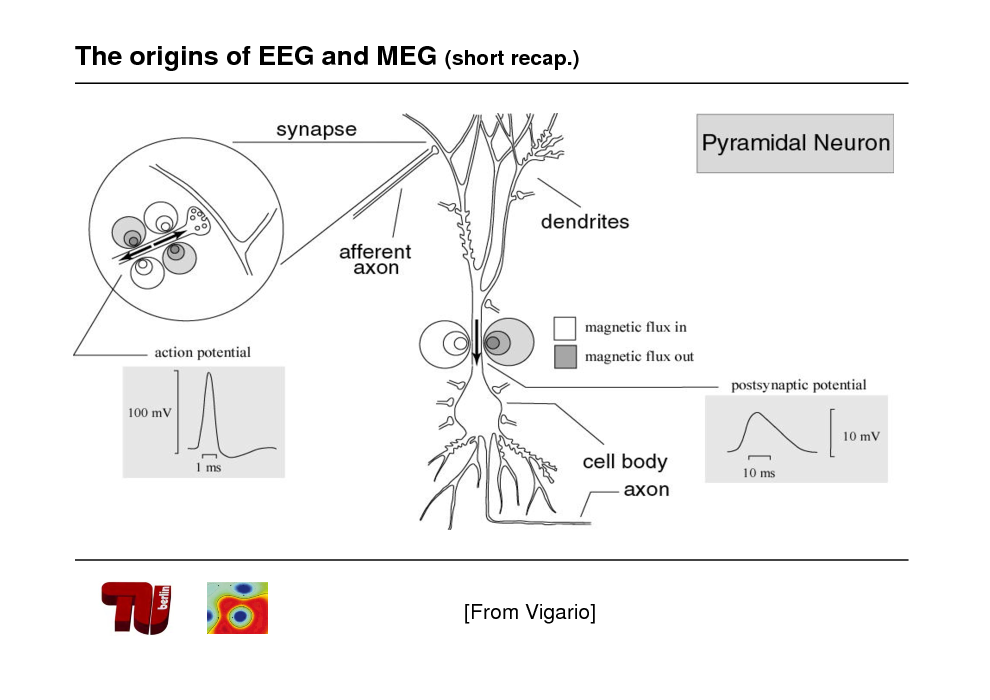 The origins of EEG and MEG (short recap.)
synapse
Pyramidal Neuron
dendrites
afferent
axon
magnetic flux in
magnetic flux out
action potential
100 mV
1 ms
postsynaptic potential
10 mV
10 ms
cell body
axon
berlin
[From Vigario]